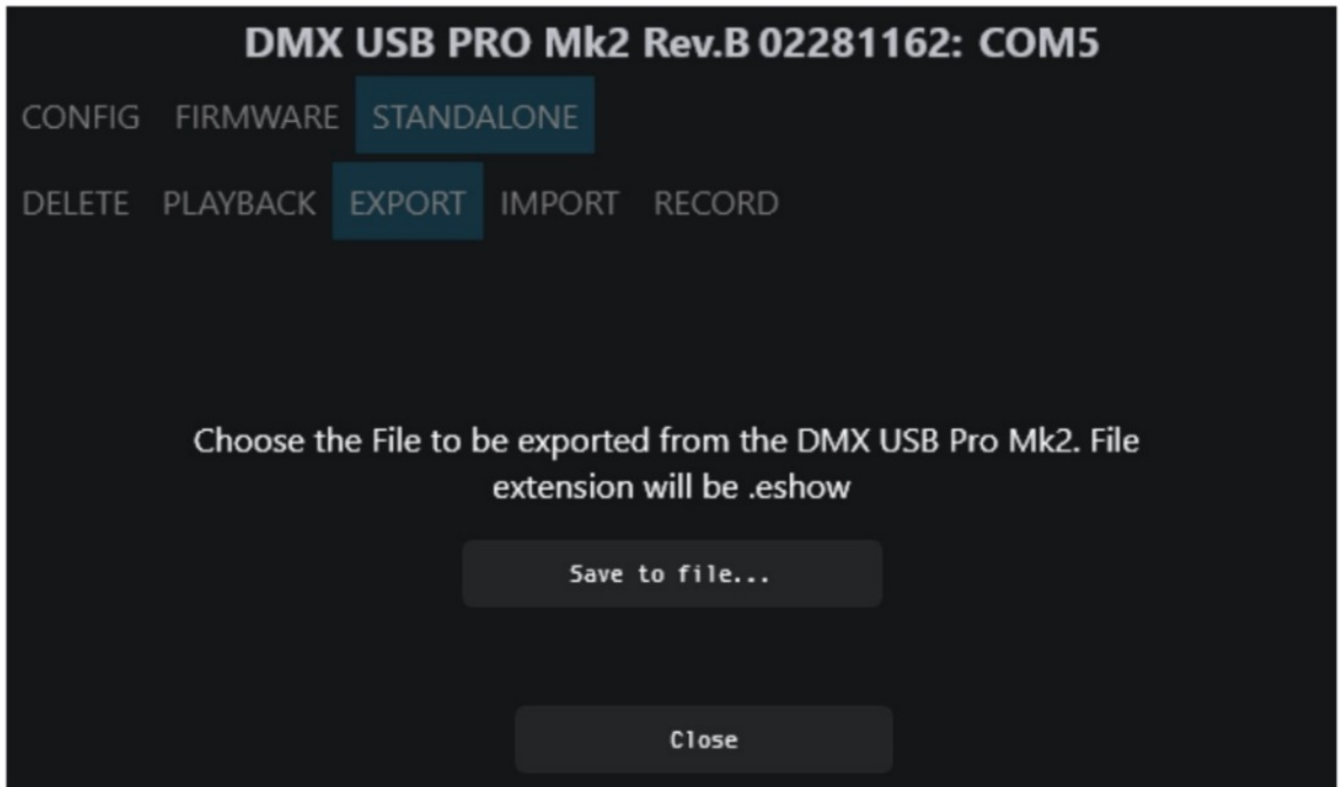 DMX USB PRO Mk2 Rev.B 02281162: COM5
CONFIG FIRMWARE STANDALONE
DELETE PLAYBACK EXPORT IMPORT RECORD
Choose the File to be exported from the DMX USB Pro Mk2. File
extension will be .eshow
Save to file...
Close